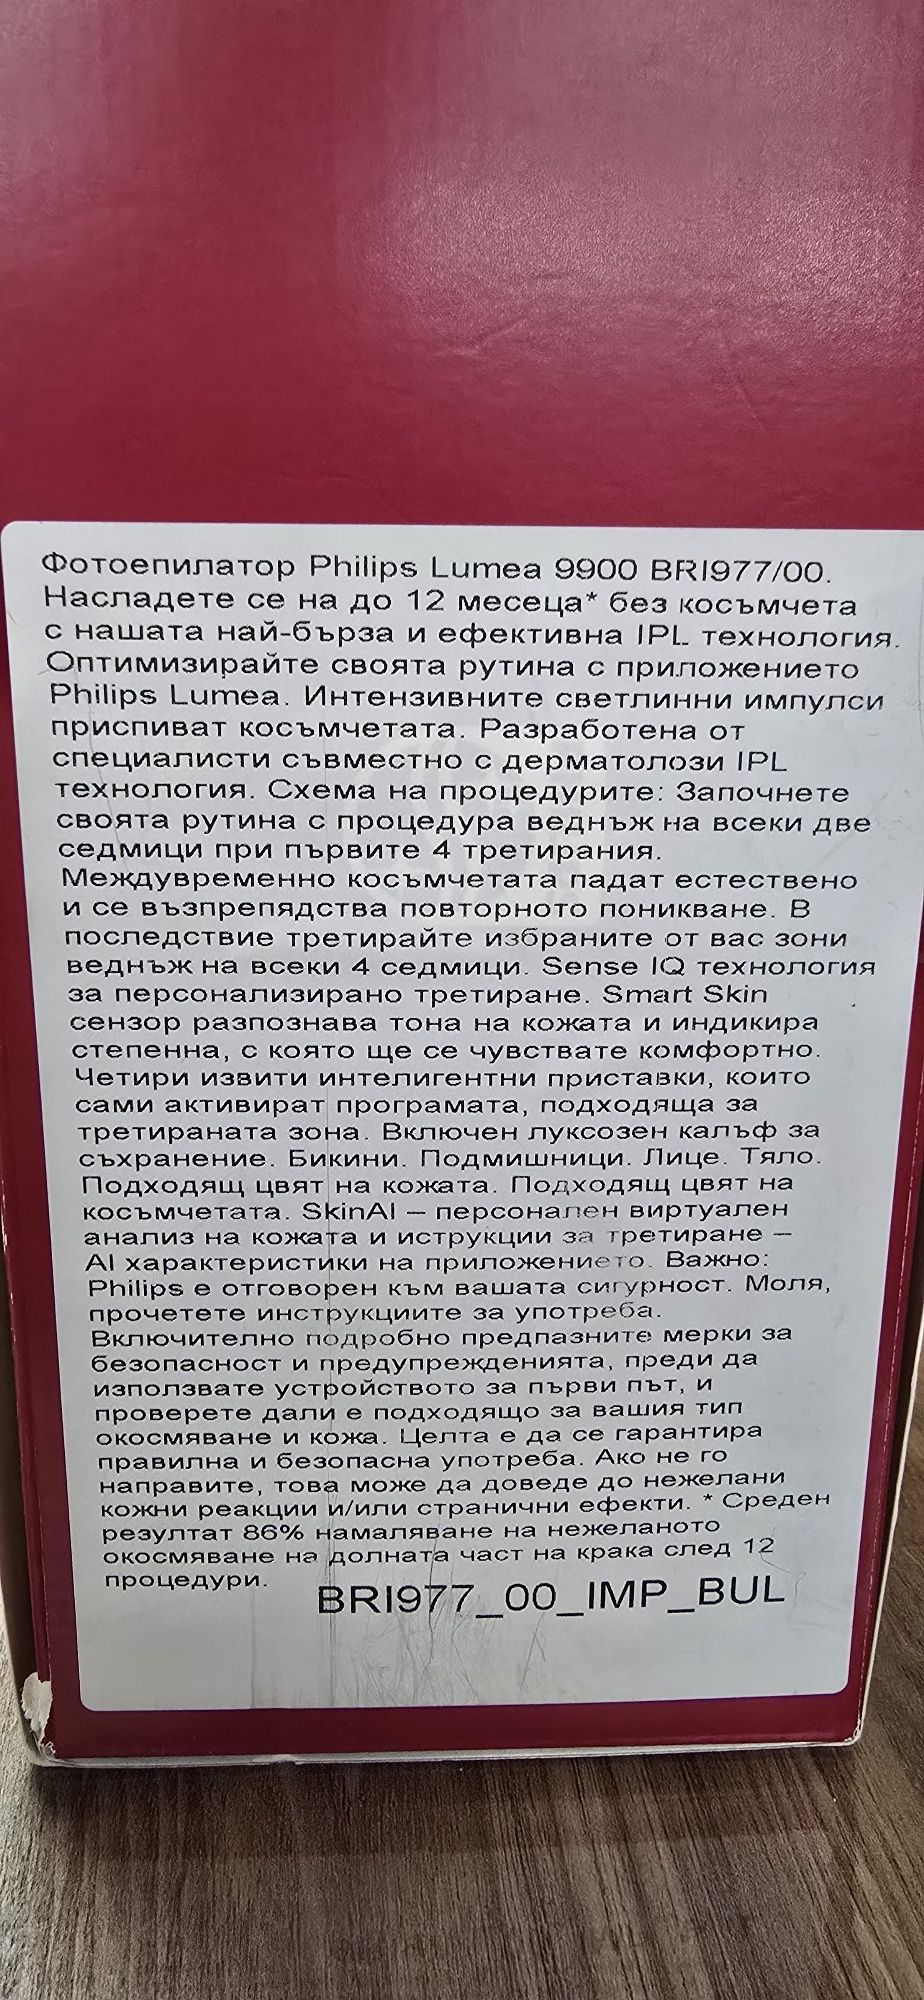 Фотоепилатор Philips Lumea 9900 BRI977/00.
Насладете се на до 12 месеца* без косъмчета
с нашата най-бърза и ефективна IPL технология.
Оптимизирайте своята рутина с приложението
Philips Lumea. Интензивните светлинни импулси
приспиват косъмчетата. Разработена от
специалисти съвместно с дерматолози IPL
технология. Схема на процедурите: Започнете
своята рутина с процедура веднъж на всеки две
седмици при първите 4 третирания.
Междувременно косъмчетата падат естествено
и се възпрепядства повторното поникване. В
последствие третирайте избраните от вас зони
веднъж на всеки 4 седмици. Sense IQ технология
за персонализирано третиране. Smart Skin
сензор разпознава тона на кожата и индикира
степенна, с която ще се чувствате комфортно.
Четири извити интелигентни приставки, които
сами активират програмата, подходяща за
третираната зона. Включен луксозен калъф за
съхранение. Бикини. Подмишници. Лице. Тяло.
Подходящ цвят на кожата. Подходящ цвят на
косъмчетата. SkinAI – персонален виртуален
анализ на кожата и иструкции за третиране –
AI характеристики на приложението. Важно:
Philips е отговорен към вашата сигурност. Моля,
прочетете инструкциите за употреба.
Включително подробно предпазните мерки за
безопасност и предупрежденията, преди да
използвате устройството за първи път, и
проверете дали е подходящо за вашия тип
окосмяване и кожа. Целта е да се гарантира
правилна и безопасна употреба. Ако не го
направите, това може да доведе до нежелани
кожни реакции и/или странични ефекти. * Среден
резултат 86% намаляване на нежеланото
окосмяване на долната част на крака след 12
процедури.
BRI977_00_IMP_BUL